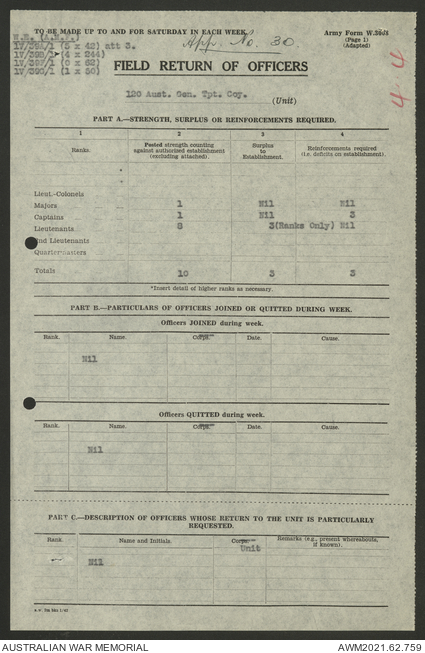 TO BE MADE UP TO AND FOR SATURDAY IN EACH WEEK.
W.E. (A.M.F.)
1V/39A/1 (5 x 42) att 3.
1V/39B/1 (4 x 244)
1V/39F/1 (0 x 62)
1V/39G/1 (1 x 50)
App. No. 30.
Army Form W.3008
(Page 1)
(Adapted)
4 4
FIELD RETURN OF OFFICERS
120 Aust. Gen. Tpt. Coy.
(Unit)
PART A.—STRENGTH, SURPLUS OR REINFORCEMENTS REQUIRED.
1 2 3 4
Ranks. Posted strength counting against authorized establishment (excluding attached). Surplus to Establishment. Reinforcements required (i.e. deficits on establishment).
Lieut.-Colonels
Majors 1 Nil Nil
Captains 1 Nil 3
Lieutenants 8 3(Ranks Only) Nil
2nd Lieutenants
Quartermasters
Totals 10 3 3
*Insert detail of higher ranks as necessary.
PART B.—PARTICULARS OF OFFICERS JOINED OR QUITTED DURING WEEK.
Officers JOINED during week.
Rank. Name. Corps. Date. Cause.
Nil
Officers QUITTED during week.
Rank. Name. Corps. Date. Cause.
Nil
PART C.—DESCRIPTION OF OFFICERS WHOSE RETURN TO THE UNIT IS PARTICULARLY
REQUESTED.
Rank. Name and Initials. Corps. Remarks (e.g., present whereabouts, if known).
Unit
Nil
AUSTRALIAN WAR MEMORIAL
AWM2021.62.759